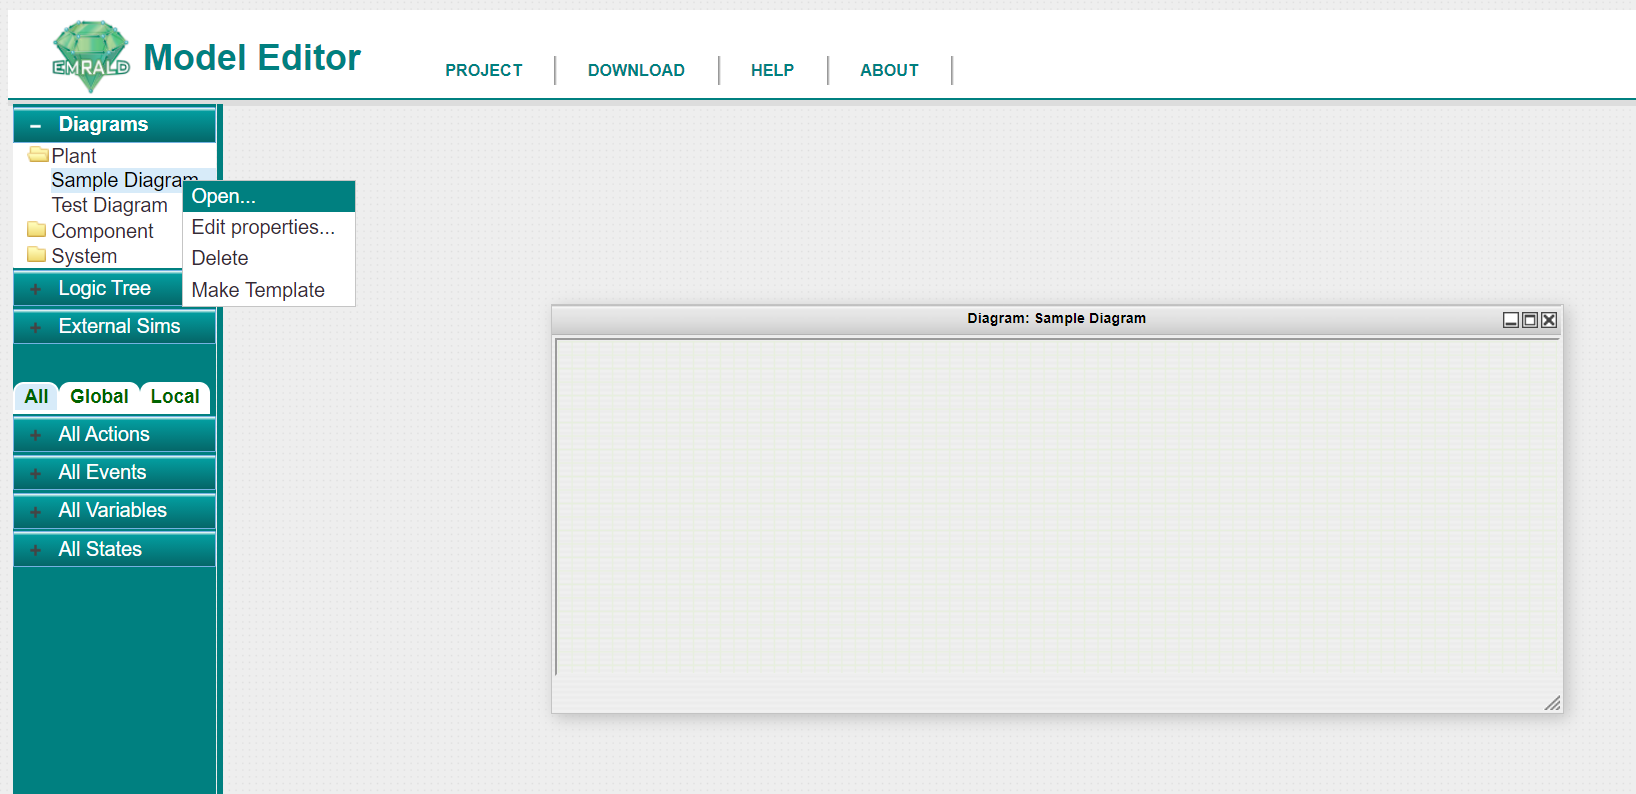 EMRALD
Model Editor
PROJECT
DOWNLOAD
HELP
ABOUT
Diagrams
Plant
Sample Diagram
Test Diagram
Component
System
Open...
Edit properties...
Delete
Make Template
Logic Tree
External Sims
All
Global
Local
All Actions
All Events
All Variables
All States
Diagram: Sample Diagram